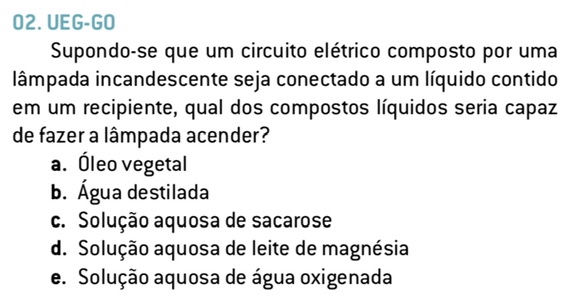 02. UEG-GO
Supondo-se que um circuito elétrico composto por uma
lâmpada incandescente seja conectado a um líquido contido
em um recipiente, qual dos compostos líquidos seria capaz
de fazer a lâmpada acender?
a. Óleo vegetal
b. Água destilada
c. Solução aquosa de sacarose
d. Solução aquosa de leite de magnésia
e. Solução aquosa de água oxigenada